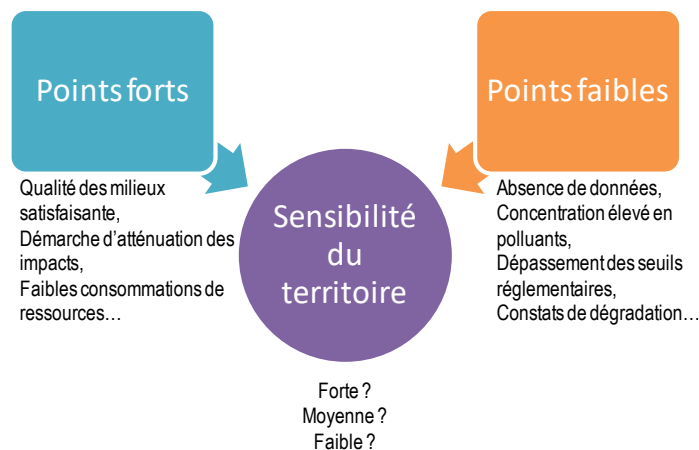 Points forts
Qualité des milieux
satisfaisante,
Démarche d'atténuation des
impacts,
Faibles consommations de
ressources…
Points faibles
Absence de données,
Concentration élevé en
polluants,
Dépassement des seuils
réglementaires,
Constats de dégradation…
Sensibilité
du
territoire
Forte ?
Moyenne ?
Faible ?